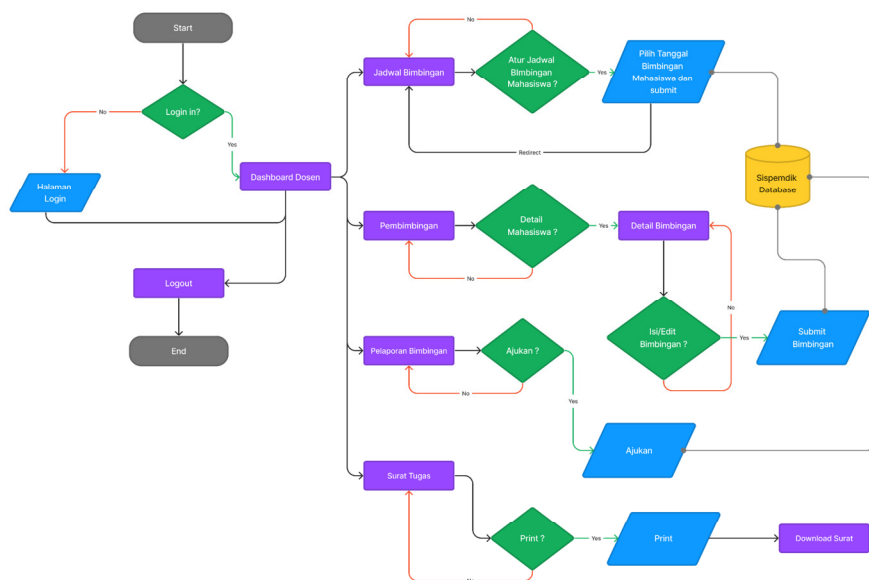 Start
Login in?
No
Yes
Halaman
Login
Dashboard Dosen
Logout
End
Jadwal Bimbingan
No
Atur Jadwal
BImbingan
Mahasiswa ?
Yes
Pilih Tanggal
Bimbingan
Mahasiswa dan
submit
Redirect
Sispemdik
Database
Pembimbingan
Detail
Mahasiswa ?
No
Yes
Detail Bimbingan
No
Isi/Edit
Bimbingan ?
Yes
Submit
Bimbingan
Pelaporan Bimbingan
Ajukan ?
No
Yes
Ajukan
Surat Tugas
No
Print ?
Yes
Print
Download Surat